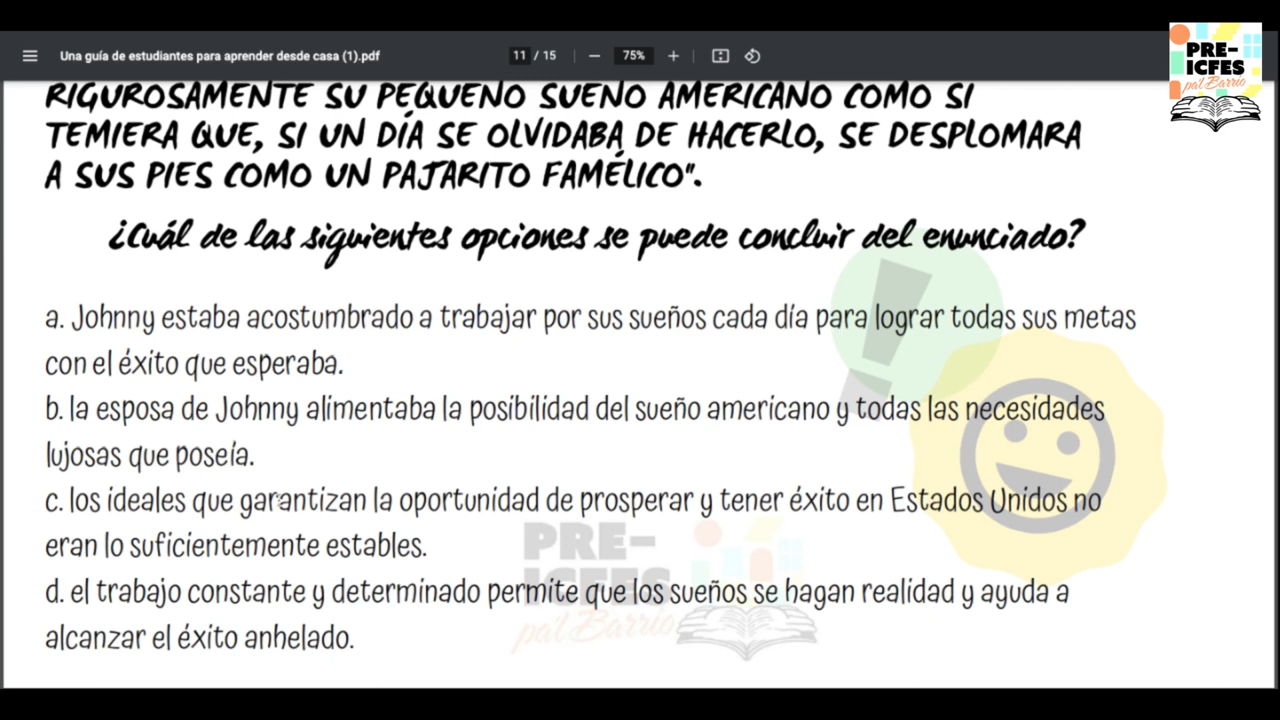 Una guía de estudiantes para aprender desde casa (1).pdf
11 / 15
75%
PRE-
ICFES
pal Barrio
RIGUROSAMENTE SU PEQUEÑO SUEÑO AMERICANO COMO SI
TEMIERA QUE, SI UN DÍA SE OLVIDABA DE HACERLO, SE DESPLOMARA
A SUS PIES COMO UN PAJARITO FAMÉLICO".
¿Cuál de las siguientes opciones se puede concluir del enunciado?
a. Johnny estaba acostumbrado a trabajar por sus sueños cada día para lograr todas sus metas
con el éxito que esperaba.
b. la esposa de Johnny alimentaba la posibilidad del sueño americano y todas las necesidades
lujosas que poseía.
c. los ideales que garantizan la oportunidad de prosperar y tener éxito en Estados Unidos no
eran lo suficientemente estables.
d. el trabajo constante y determinado permite que los sueños se hagan realidad y ayuda a
alcanzar el éxito anhelado.
PRE-
ICFES
pal Barrio